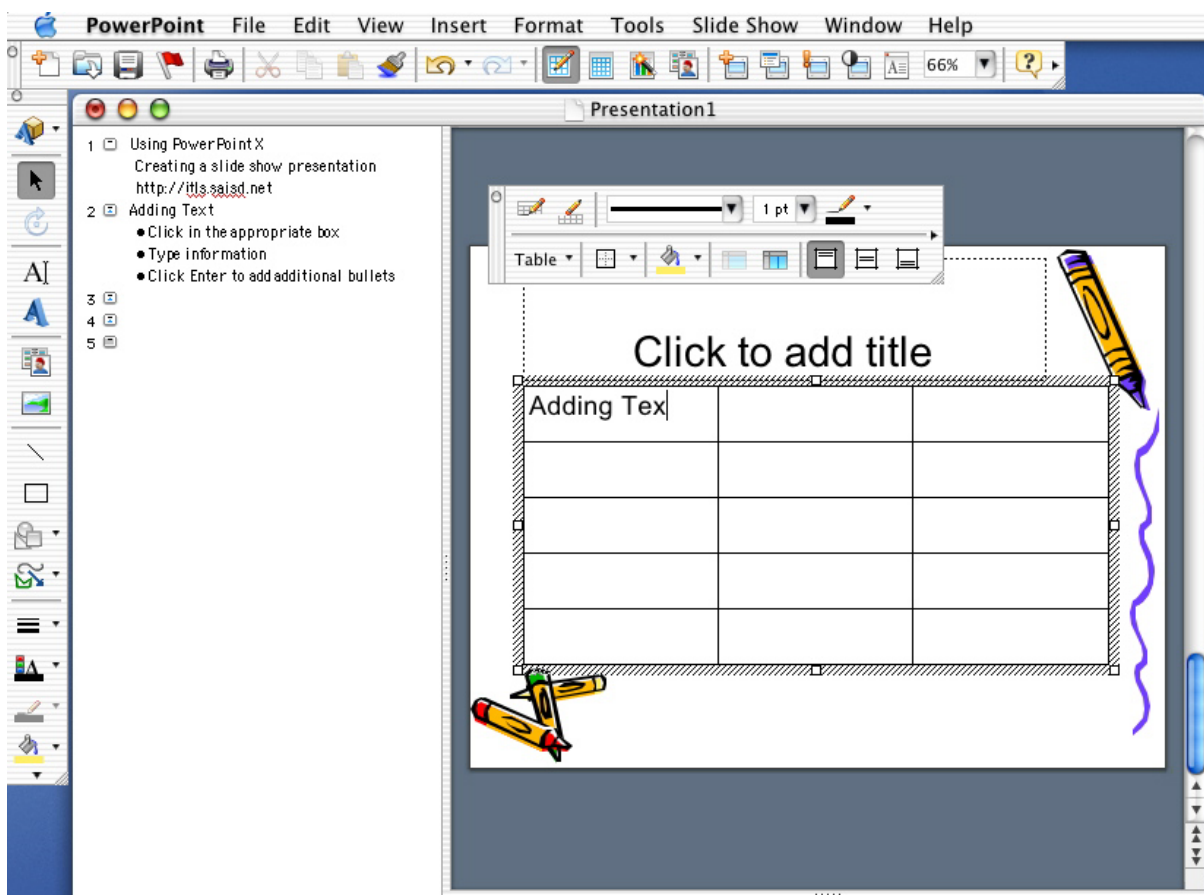 PowerPoint File Edit View Insert Format Tools Slide Show Window Help
66%
Presentation1
1 Using PowerPoint X
Creating a slide show presentation
http://itls.saisd.net
2 Adding Text
• Click in the appropriate box
• Type information
• Click Enter to add additional bullets
3
4
5
1 pt
Table
Click to add title
Adding Tex